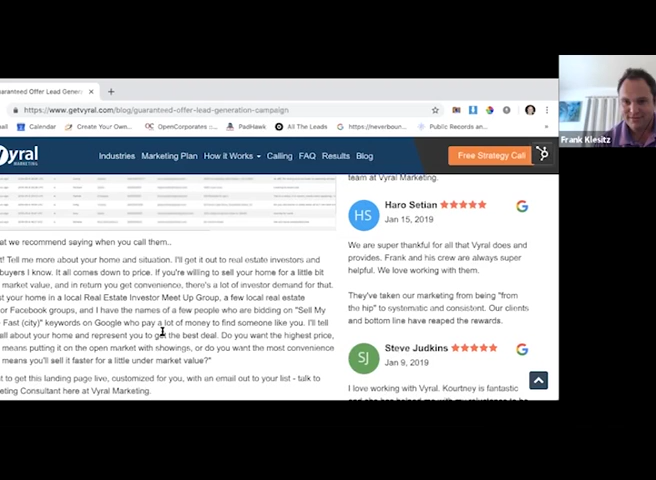 aranteed Offer Lead Gener
https://www.getvyral.com/blog/guaranteed-offer-lead-generation-campaign
Calendar
Create Your Own...
OpenCorporates ::...
PadHawk
All The Leads
https://neverboun...
Public Records an...
Frank Klesitz
yral
MARKETING
Industries
Marketing Plan
How it Works
Calling
FAQ
Results
Blog
Free Strategy Call
at we recommend saying when you call them..
t! Tell me more about your home and situation. I'll get it out to real estate investors and
buyers I know. It all comes down to price. If you're willing to sell your home for a little bit
market value, and in return you get convenience, there's a lot of investor demand for that.
st your home in a local Real Estate Investor Meet Up Group, a few local real estate
or Facebook groups, and I have the names of a few people who are bidding on "Sell My
Fast (city)" keywords on Google who pay a lot of money to find someone like you. I'll tell
all about your home and represent you to get the best deal. Do you want the highest price,
means putting it on the open market with showings, or do you want the most convenience
means you'll sell it faster for a little under market value?"
t to get this landing page live, customized for you, with an email out to your list - talk to
eting Consultant here at Vyral Marketing.
team at Vyral Marketing.
HS
Haro Setian
Jan 15, 2019
We are super thankful for all that Vyral does and
provides. Frank and his crew are always super
helpful. We love working with them.
They've taken our marketing from being "from
the hip" to systematic and consistent. Our clients
and bottom line have reaped the rewards.
SJ
Steve Judkins
Jan 9, 2019
I love working with Vyral. Kourtney is fantastic